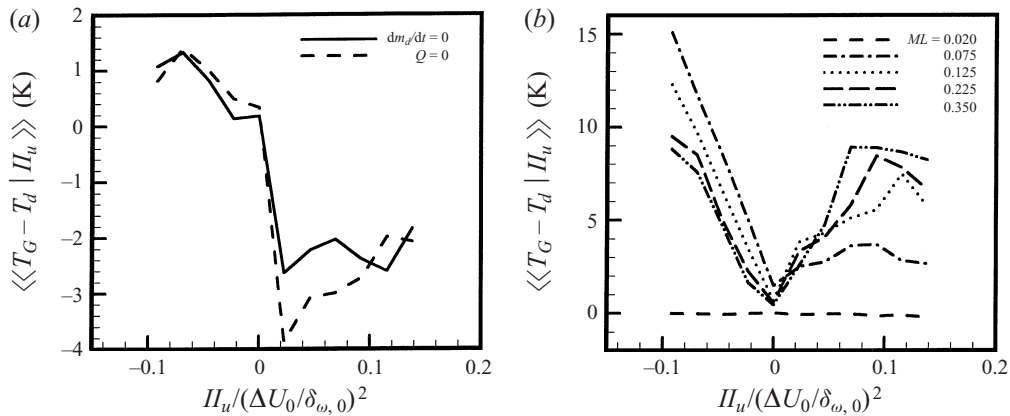 (a)
2
1
0
–1
–2
–3
–4
⟨⟨T_G – T_d | II_u⟩⟩ (K)
dm_d/dt = 0
Q = 0
–0.1
0
0.1
0.2
II_u/(ΔU_0/δ_{ω, 0})^2
(b)
15
10
5
0
⟨⟨T_G – T_d | II_u⟩⟩ (K)
ML = 0.020
0.075
0.125
0.225
0.350
–0.1
0
0.1
0.2
II_u/(ΔU_0/δ_{ω, 0})^2